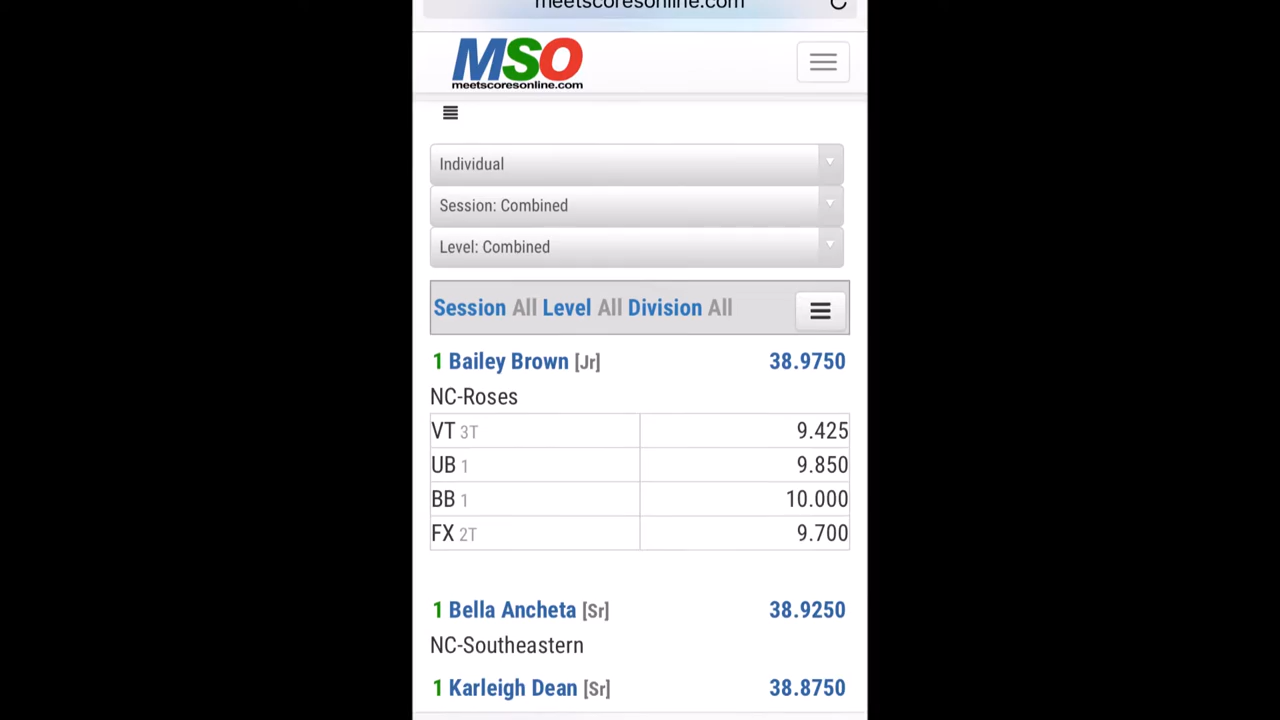 meetscoresonline.com
MSO
meetscoresonline.com
Individual
Session: Combined
Level: Combined
Session All Level All Division All
1 Bailey Brown [Jr] 38.9750
NC-Roses
VT 3T 9.425
UB 1 9.850
BB 1 10.000
FX 2T 9.700
1 Bella Ancheta [Sr] 38.9250
NC-Southeastern
1 Karleigh Dean [Sr] 38.8750